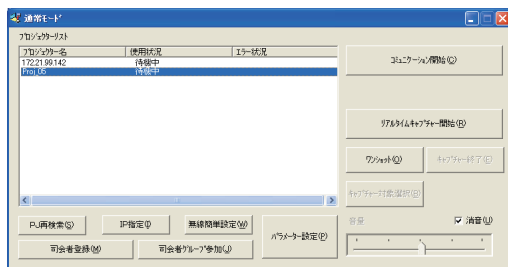 通常モード
プロジェクターリスト
プロジェクター名 使用状況 エラー状況
172.21.99.142 待機中
Proj_05 待機中
コミュニケーション開始(C)
リアルタイムキャプチャー開始(R)
ワンショット(O) キャプチャー終了(E)
キャプチャー対象選択(B)
PJ再検索(S) IP指定(I) 無線簡単設定(W) パラメーター設定(P)
司会者登録(M) 司会者グループ参加(J)
音量 消音(U)